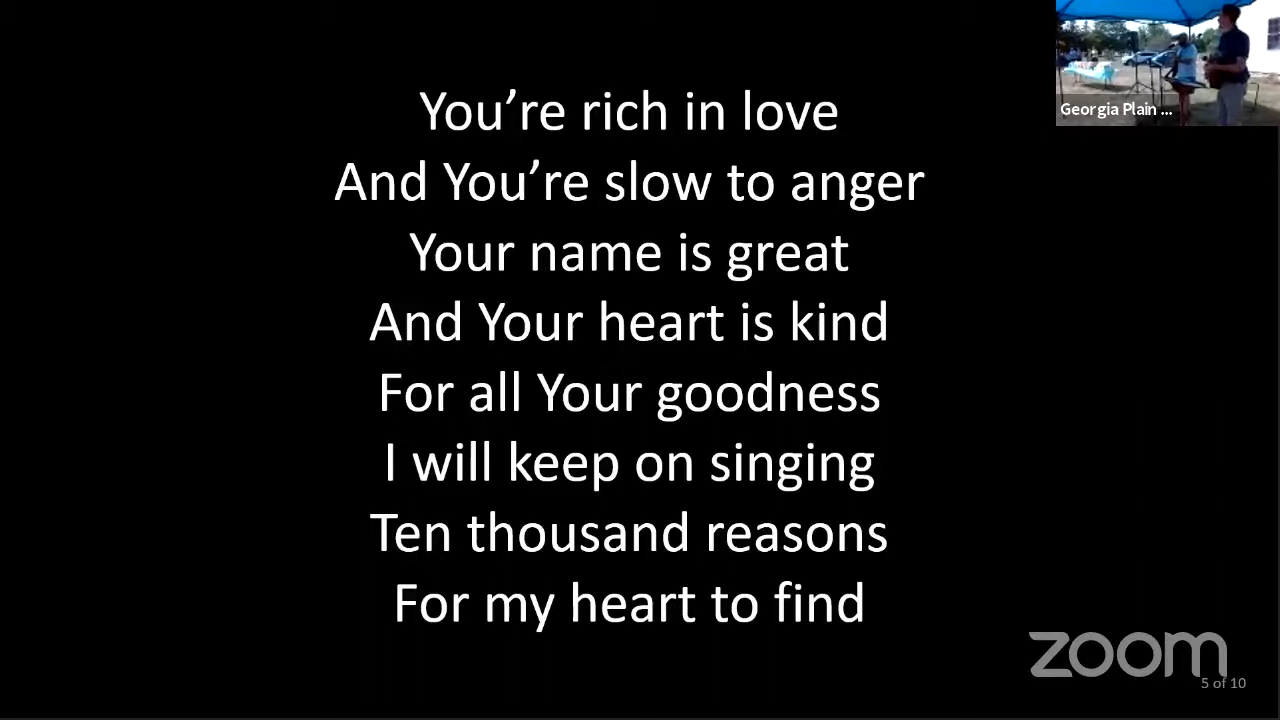 Georgia Plain ...
You’re rich in love
And You’re slow to anger
Your name is great
And Your heart is kind
For all Your goodness
I will keep on singing
Ten thousand reasons
For my heart to find
zoom
5 of 10